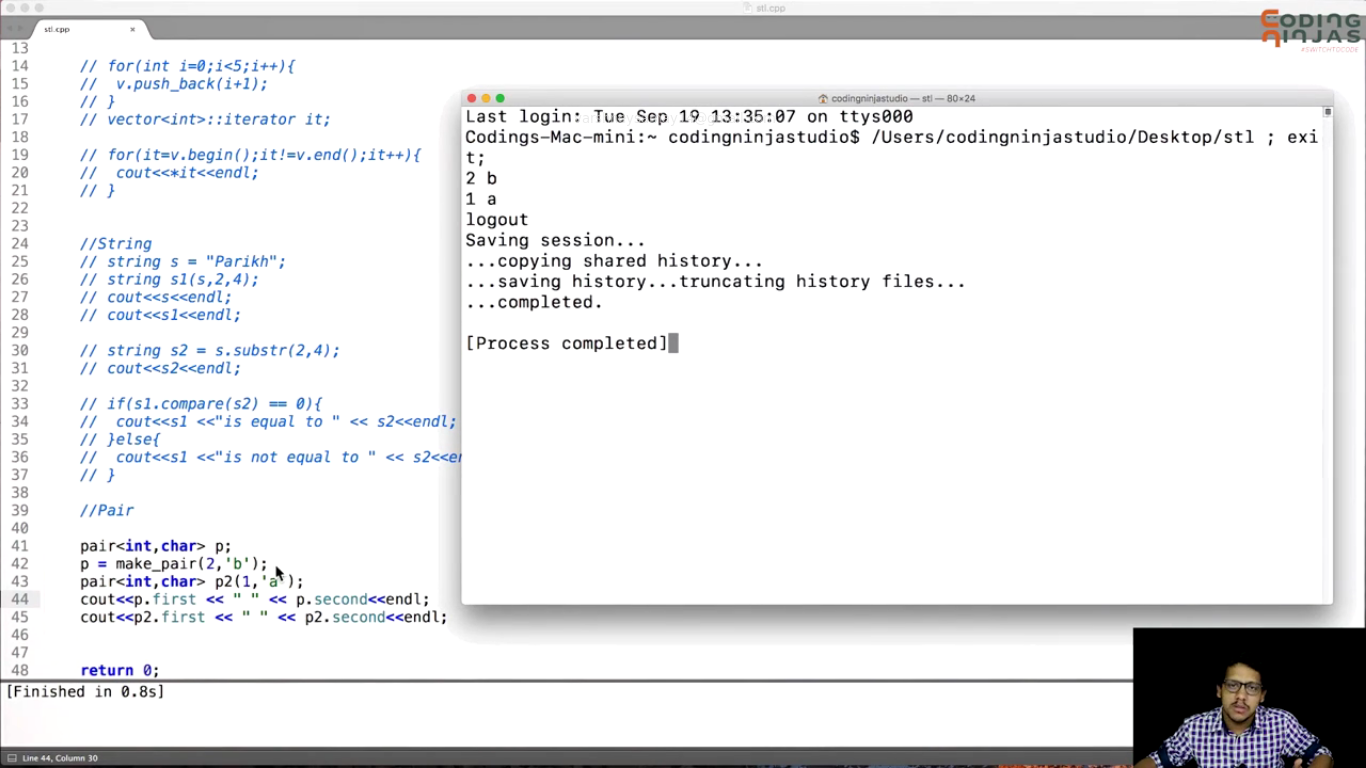 stl.cpp
stl.cpp
CODING
NINJAS
#SWITCHTOCODE
13
14 // for(int i=0;i<5;i++){
15 // v.push_back(i+1);
16 // }
17 // vector<int>::iterator it;
18
19 // for(it=v.begin();it!=v.end();it++){
20 // cout<<*it<<endl;
21 // }
22
23
24 //String
25 // string s = "Parikh";
26 // string s1(s,2,4);
27 // cout<<s<<endl;
28 // cout<<s1<<endl;
29
30 // string s2 = s.substr(2,4);
31 // cout<<s2<<endl;
32
33 // if(s1.compare(s2) == 0){
34 // cout<<s1 <<"is equal to " << s2<<endl;
35 // }else{
36 // cout<<s1 <<"is not equal to " << s2<<en
37 // }
38
39 //Pair
40
41 pair<int,char> p;
42 p = make_pair(2,'b');
43 pair<int,char> p2(1,'a');
44 cout<<p.first << " " << p.second<<endl;
45 cout<<p2.first << " " << p2.second<<endl;
46
47
48 return 0;
[Finished in 0.8s]
Line 44, Column 30
codingninjastudio — stl — 80×24
Last login: Tue Sep 19 13:35:07 on ttys000
Codings-Mac-mini:~ codingninjastudio$ /Users/codingninjastudio/Desktop/stl ; exi
t;
2 b
1 a
logout
Saving session...
...copying shared history...
...saving history...truncating history files...
...completed.
[Process completed]